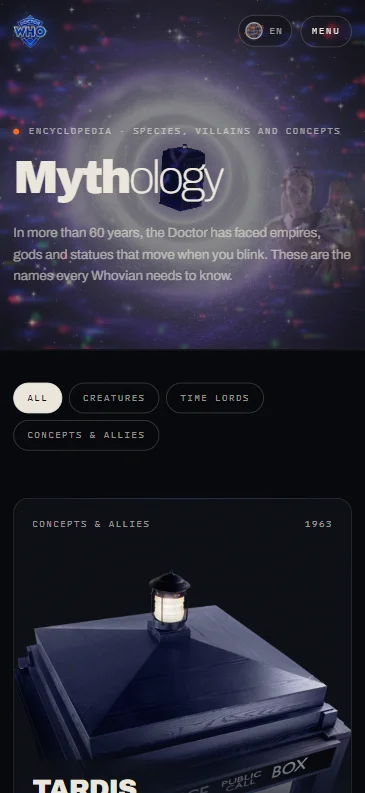 DOCTOR
WHO
EN
MENU
ENCYCLOPEDIA · SPECIES, VILLAINS AND CONCEPTS
Mythology
In more than 60 years, the Doctor has faced empires,
gods and statues that move when you blink. These are the
names every Whovian needs to know.
ALL
CREATURES
TIME LORDS
CONCEPTS & ALLIES
CONCEPTS & ALLIES
1963
PUBLIC
CALL
BOX
TARDIS